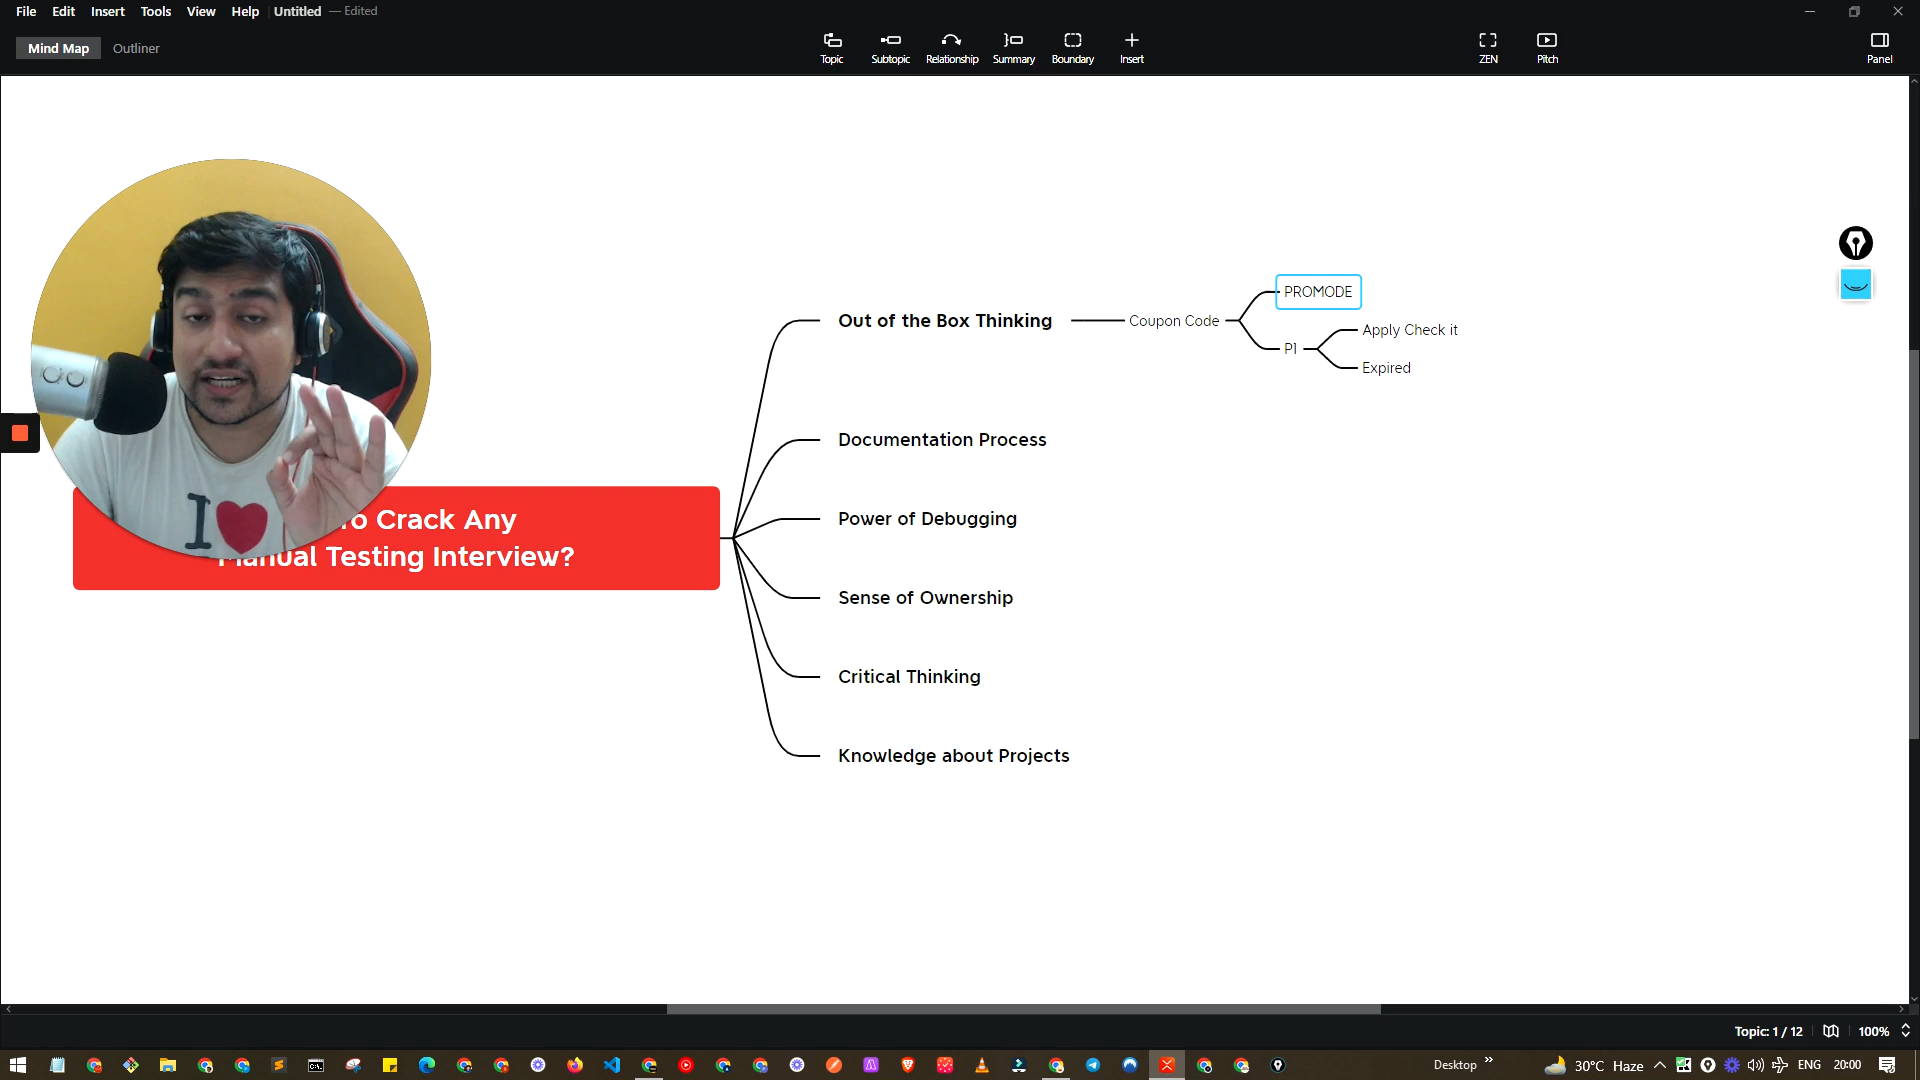 File Edit Insert Tools View Help Untitled — Edited
Mind Map Outliner
Topic Subtopic Relationship Summary Boundary Insert ZEN Pitch Panel
PROMODE
Out of the Box Thinking Coupon Code Apply Check it
P1
Expired
Documentation Process
Power of Debugging
To Crack Any
Manual Testing Interview?
I
Sense of Ownership
Critical Thinking
Knowledge about Projects
Topic: 1 / 12 100%
Desktop 30°C Haze ENG 20:00